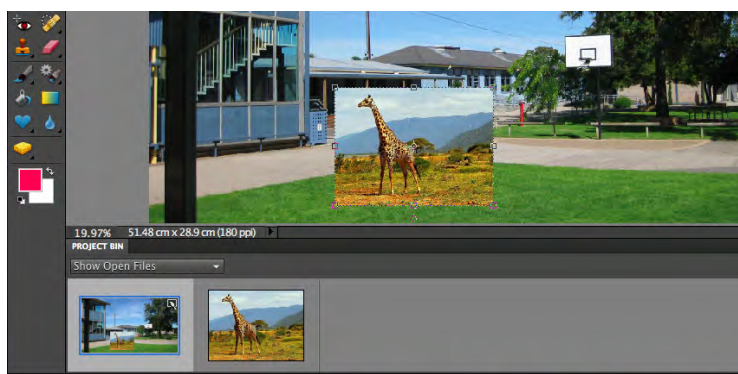 19.97% 51.48 cm x 28.9 cm (180 ppi)
PROJECT BIN
Show Open Files